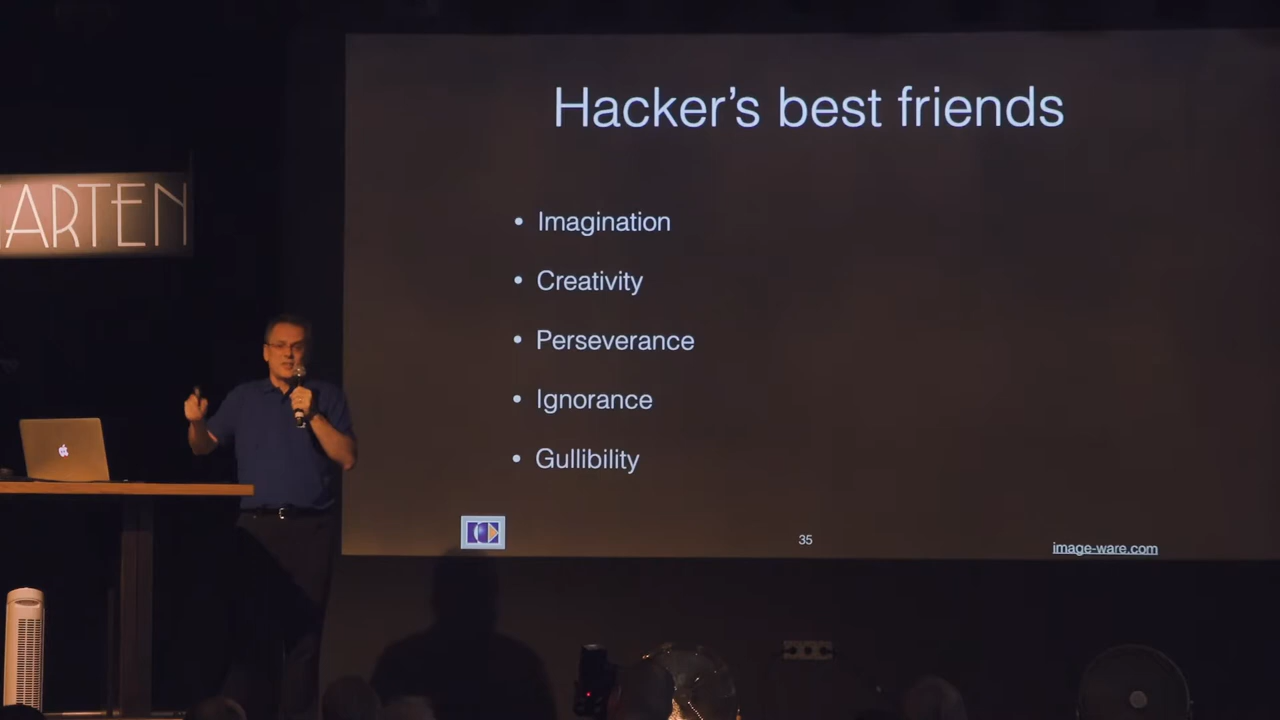 Hacker’s best friends
ARTEN
• Imagination
• Creativity
• Perseverance
• Ignorance
• Gullibility
35
image-ware.com